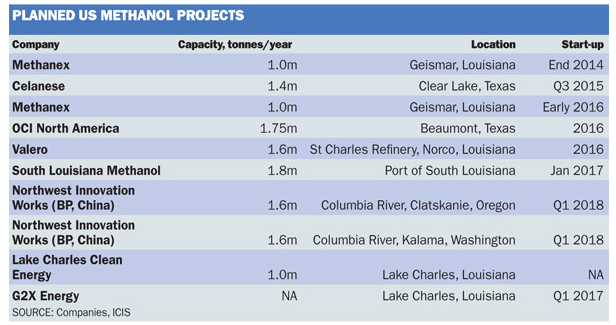 PLANNED US METHANOL PROJECTS
Company Capacity, tonnes/year Location Start-up
Methanex 1.0m Geismar, Louisiana End 2014
Celanese 1.4m Clear Lake, Texas Q3 2015
Methanex 1.0m Geismar, Louisiana Early 2016
OCI North America 1.75m Beaumont, Texas 2016
Valero 1.6m St Charles Refinery, Norco, Louisiana 2016
South Louisiana Methanol 1.8m Port of South Louisiana Jan 2017
Northwest Innovation
Works (BP, China) 1.6m Columbia River, Clatskanie, Oregon Q1 2018
Northwest Innovation
Works (BP, China) 1.6m Columbia River, Kalama, Washington Q1 2018
Lake Charles Clean
Energy 1.0m Lake Charles, Louisiana NA
G2X Energy NA Lake Charles, Louisiana Q1 2017
SOURCE: Companies, ICIS